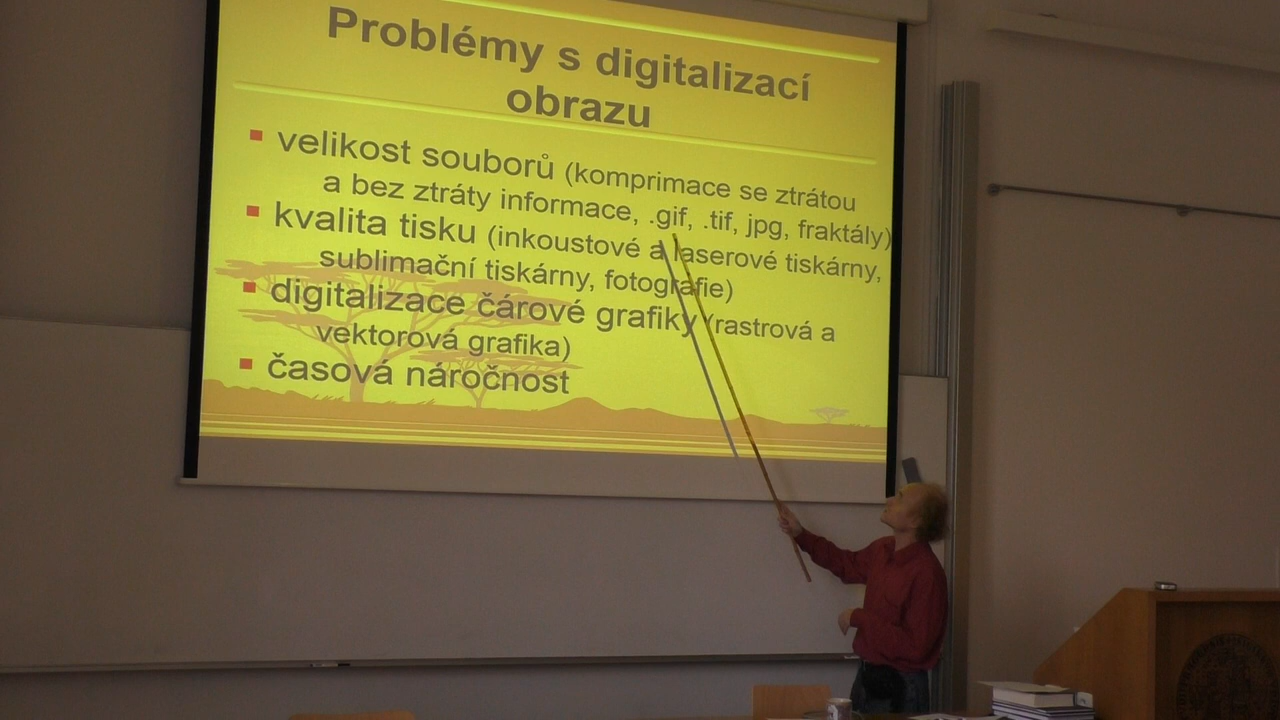 Problémy s digitalizací
obrazu
velikost souborů (komprimace se ztrátou
a bez ztráty informace, .gif, .tif, jpg, fraktály)
kvalita tisku (inkoustové a laserové tiskárny,
sublimační tiskárny, fotografie)
digitalizace čárové grafiky (rastrová a
vektorová grafika)
časová náročnost